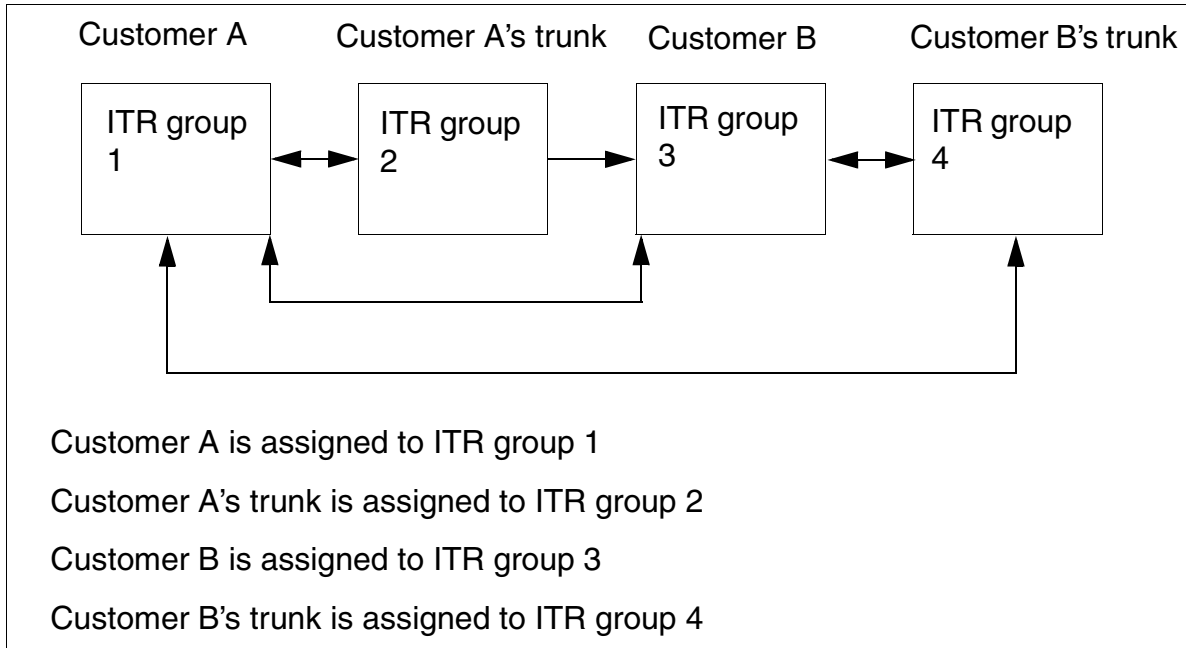 Customer A
Customer A’s trunk
Customer B
Customer B’s trunk
ITR group
1
ITR group
2
ITR group
3
ITR group
4
Customer A is assigned to ITR group 1
Customer A’s trunk is assigned to ITR group 2
Customer B is assigned to ITR group 3
Customer B’s trunk is assigned to ITR group 4